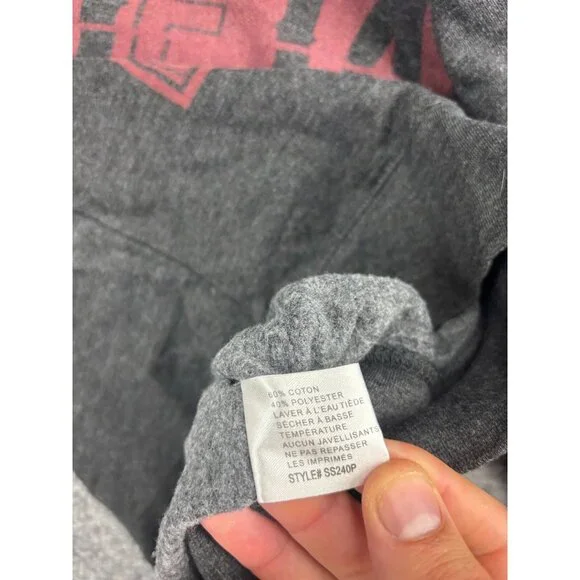 60% COTON
40% POLYESTER
LAVER À L'EAU TIÈDE
SÉCHER À BASSE
TEMPÉRATURE
AUCUN JAVELLISANTS
NE PAS REPASSER
LES IMPRIMÉS
STYLE# SS240P